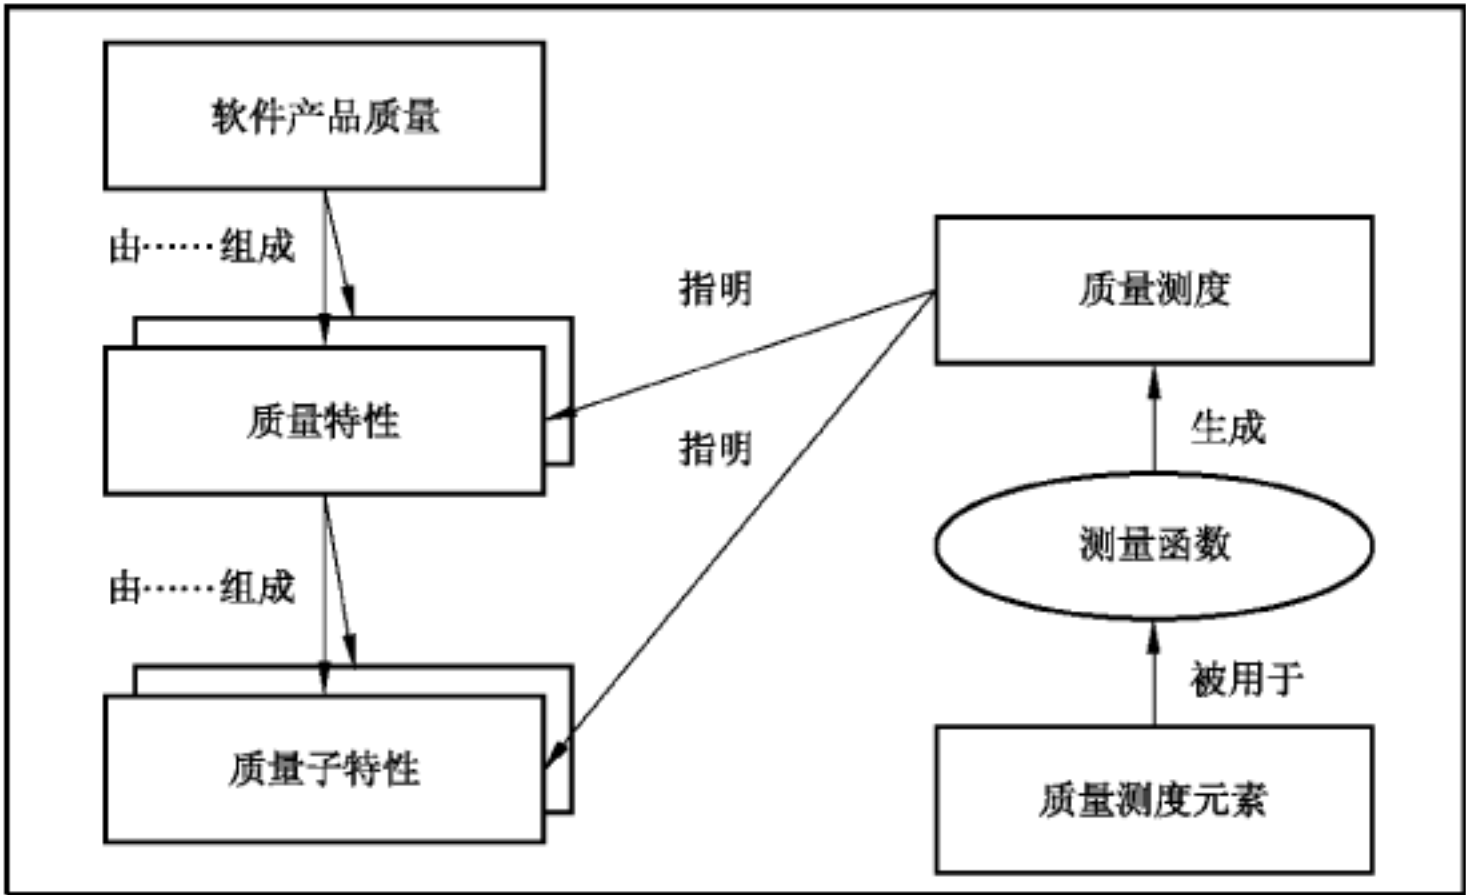 软件产品质量
由……组成
质量特性
由……组成
质量子特性
指明
指明
质量测度
生成
测量函数
被用于
质量测度元素